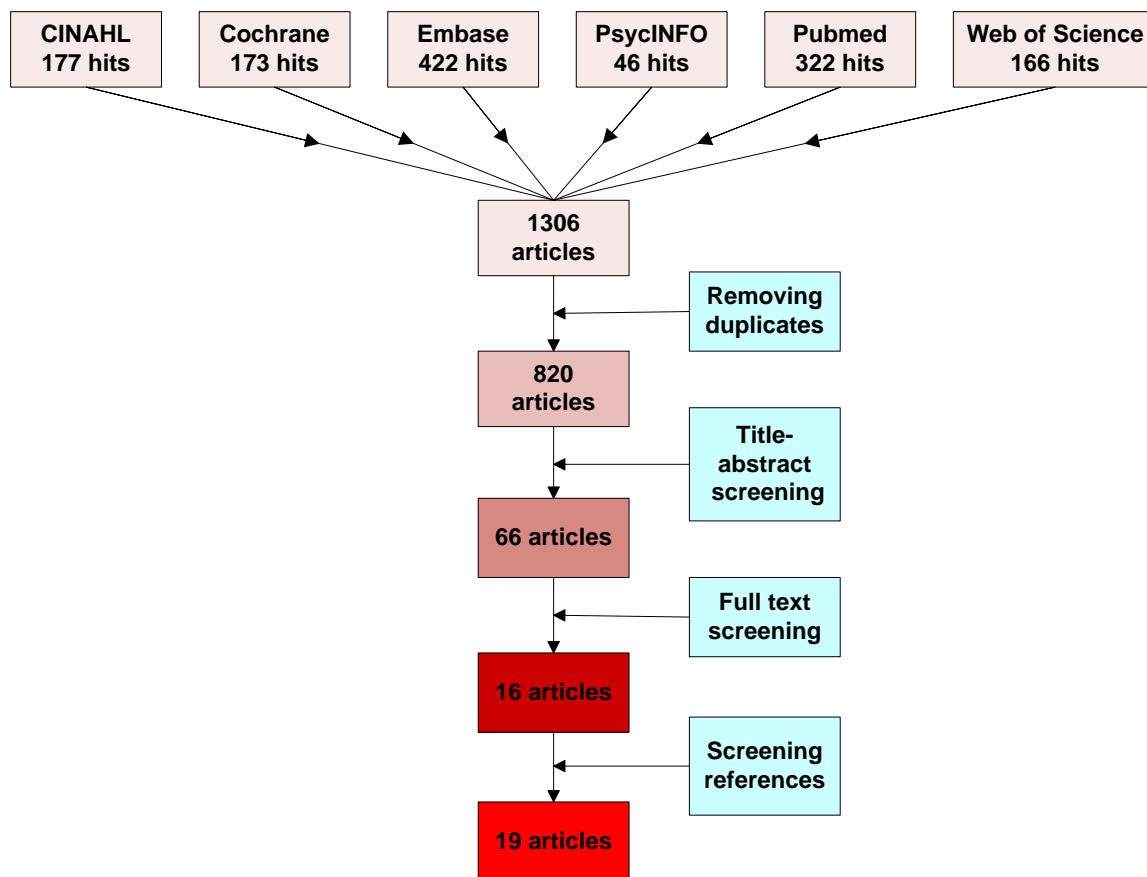 CINAHL
177 hits
Cochrane
173 hits
Embase
422 hits
PsycINFO
46 hits
Pubmed
322 hits
Web of Science
166 hits
1306
articles
Removing
duplicates
820
articles
Title-
abstract
screening
66 articles
Full text
screening
16 articles
Screening
references
19 articles